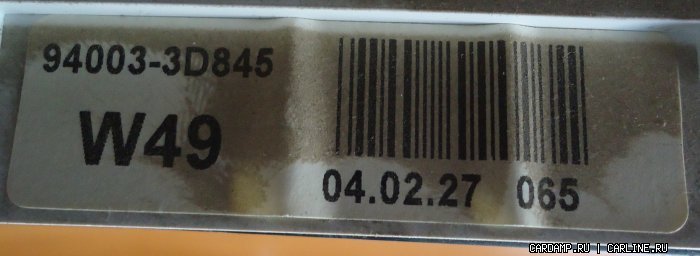 94003-3D845
W49
04.02.27 065
CARDAMP.RU | CARLINE.RU